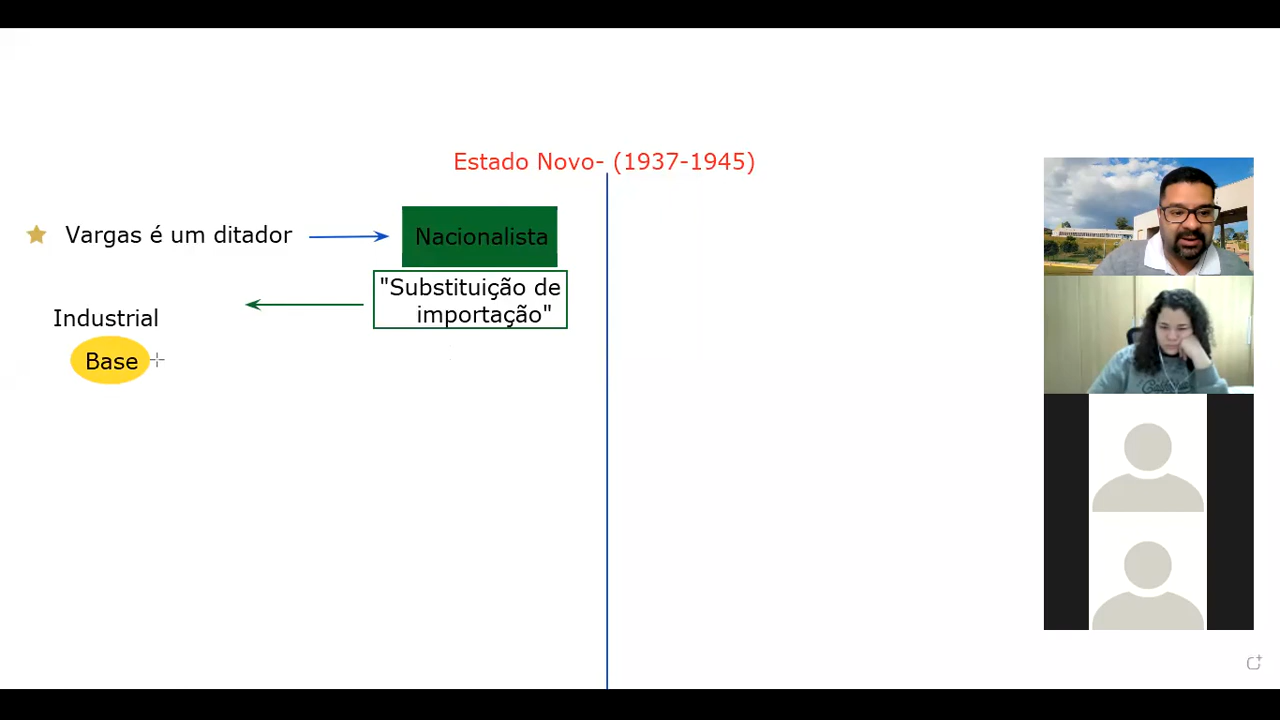 Estado Novo- (1937-1945)
Vargas é um ditador
Nacionalista
"Substituição de
importação"
Industrial
Base